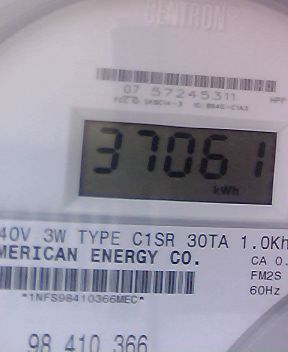 CENTRON
07 57245311
37061
kWh
40V 3W TYPE C1SR 30TA 1.0Kh
MERICAN ENERGY CO.
CA 0.
FM2S
*1NFS98410366MEC*
60Hz
98 410 366